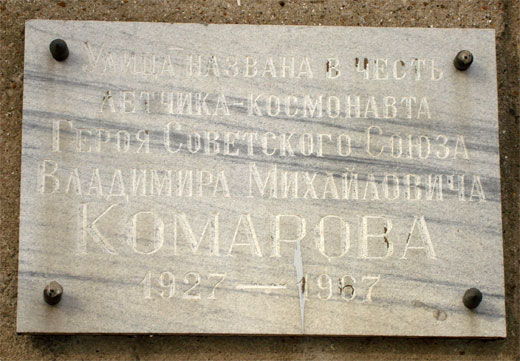 Улица названа в честь
летчика-космонавта
Героя Советского Союза
Владимира Михайловича
КОМАРОВА
1927 — 1967